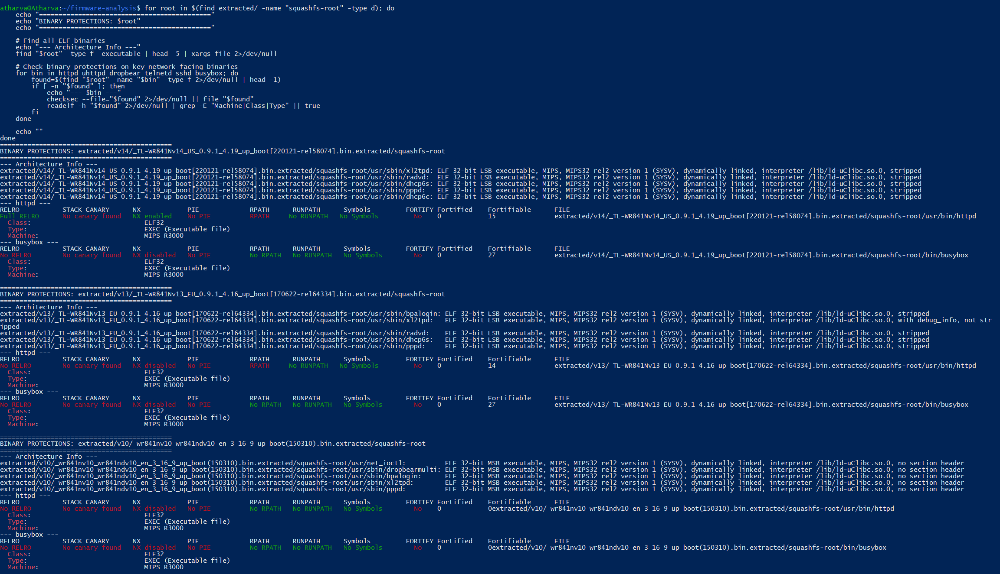 atharva@Atharva:~/firmware-analysis$ for root in $(find extracted/ -name "squashfs-root" -type d); do
    echo "============================================"
    echo "BINARY PROTECTIONS: $root"
    echo "============================================"

    # Find all ELF binaries
    echo "--- Architecture Info ---"
    find "$root" -type f -executable | head -5 | xargs file 2>/dev/null

    # Check binary protections on key network-facing binaries
    for bin in httpd uhttpd dropbear telnetd sshd busybox; do
        found=$(find "$root" -name "$bin" -type f 2>/dev/null | head -1)
        if [ -n "$found" ]; then
            echo "--- $bin ---"
            checksec --file="$found" 2>/dev/null || file "$found"
            readelf -h "$found" 2>/dev/null | grep -E "Machine|Class|Type" || true
        fi
    done

    echo ""
done
============================================
BINARY PROTECTIONS: extracted/v14/_TL-WR841Nv14_US_0.9.1_4.19_up_boot[220121-rel58074].bin.extracted/squashfs-root
============================================
--- Architecture Info ---
extracted/v14/_TL-WR841Nv14_US_0.9.1_4.19_up_boot[220121-rel58074].bin.extracted/squashfs-root/usr/sbin/xl2tpd: ELF 32-bit LSB executable, MIPS, MIPS32 rel2 version 1 (SYSV), dynamically linked, interpreter /lib/ld-uClibc.so.0, stripped
extracted/v14/_TL-WR841Nv14_US_0.9.1_4.19_up_boot[220121-rel58074].bin.extracted/squashfs-root/usr/sbin/radvd:  ELF 32-bit LSB executable, MIPS, MIPS32 rel2 version 1 (SYSV), dynamically linked, interpreter /lib/ld-uClibc.so.0, stripped
extracted/v14/_TL-WR841Nv14_US_0.9.1_4.19_up_boot[220121-rel58074].bin.extracted/squashfs-root/usr/sbin/dhcp6s: ELF 32-bit LSB executable, MIPS, MIPS32 rel2 version 1 (SYSV), dynamically linked, interpreter /lib/ld-uClibc.so.0, stripped
extracted/v14/_TL-WR841Nv14_US_0.9.1_4.19_up_boot[220121-rel58074].bin.extracted/squashfs-root/usr/sbin/pppd:   ELF 32-bit LSB executable, MIPS, MIPS32 rel2 version 1 (SYSV), dynamically linked, interpreter /lib/ld-uClibc.so.0, stripped
extracted/v14/_TL-WR841Nv14_US_0.9.1_4.19_up_boot[220121-rel58074].bin.extracted/squashfs-root/usr/sbin/dhcp6c: ELF 32-bit LSB executable, MIPS, MIPS32 rel2 version 1 (SYSV), dynamically linked, interpreter /lib/ld-uClibc.so.0, stripped
--- httpd ---
RELRO           STACK CANARY      NX            PIE             RPATH      RUNPATH      Symbols         FORTIFY Fortified    Fortifiable      FILE
Full RELRO      No canary found   NX enabled    No PIE          RPATH     No RUNPATH   No Symbols         No    0            15               extracted/v14/_TL-WR841Nv14_US_0.9.1_4.19_up_boot[220121-rel58074].bin.extracted/squashfs-root/usr/bin/httpd
  Class:                             ELF32
  Type:                              EXEC (Executable file)
  Machine:                           MIPS R3000
--- busybox ---
RELRO           STACK CANARY      NX            PIE             RPATH      RUNPATH      Symbols         FORTIFY Fortified    Fortifiable      FILE
No RELRO        No canary found   NX disabled   No PIE          No RPATH   No RUNPATH   No Symbols        No    0            27               extracted/v14/_TL-WR841Nv14_US_0.9.1_4.19_up_boot[220121-rel58074].bin.extracted/squashfs-root/bin/busybox
  Class:                             ELF32
  Type:                              EXEC (Executable file)
  Machine:                           MIPS R3000

============================================
BINARY PROTECTIONS: extracted/v13/_TL-WR841Nv13_EU_0.9.1_4.16_up_boot[170622-rel64334].bin.extracted/squashfs-root
============================================
--- Architecture Info ---
extracted/v13/_TL-WR841Nv13_EU_0.9.1_4.16_up_boot[170622-rel64334].bin.extracted/squashfs-root/usr/sbin/bpalogin: ELF 32-bit LSB executable, MIPS, MIPS32 rel2 version 1 (SYSV), dynamically linked, interpreter /lib/ld-uClibc.so.0, stripped
extracted/v13/_TL-WR841Nv13_EU_0.9.1_4.16_up_boot[170622-rel64334].bin.extracted/squashfs-root/usr/sbin/xl2tpd:   ELF 32-bit LSB executable, MIPS, MIPS32 rel2 version 1 (SYSV), dynamically linked, interpreter /lib/ld-uClibc.so.0, with debug_info, not str
ipped
extracted/v13/_TL-WR841Nv13_EU_0.9.1_4.16_up_boot[170622-rel64334].bin.extracted/squashfs-root/usr/sbin/radvd:    ELF 32-bit LSB executable, MIPS, MIPS32 rel2 version 1 (SYSV), dynamically linked, interpreter /lib/ld-uClibc.so.0, stripped
extracted/v13/_TL-WR841Nv13_EU_0.9.1_4.16_up_boot[170622-rel64334].bin.extracted/squashfs-root/usr/sbin/dhcp6s:   ELF 32-bit LSB executable, MIPS, MIPS32 rel2 version 1 (SYSV), dynamically linked, interpreter /lib/ld-uClibc.so.0, stripped
extracted/v13/_TL-WR841Nv13_EU_0.9.1_4.16_up_boot[170622-rel64334].bin.extracted/squashfs-root/usr/sbin/pppd:     ELF 32-bit LSB executable, MIPS, MIPS32 rel2 version 1 (SYSV), dynamically linked, interpreter /lib/ld-uClibc.so.0, stripped
--- httpd ---
RELRO           STACK CANARY      NX            PIE             RPATH      RUNPATH      Symbols         FORTIFY Fortified    Fortifiable      FILE
No RELRO        No canary found   NX disabled   No PIE          RPATH     No RUNPATH   No Symbols         No    0            14               extracted/v13/_TL-WR841Nv13_EU_0.9.1_4.16_up_boot[170622-rel64334].bin.extracted/squashfs-root/usr/bin/httpd
  Class:                             ELF32
  Type:                              EXEC (Executable file)
  Machine:                           MIPS R3000
--- busybox ---
RELRO           STACK CANARY      NX            PIE             RPATH      RUNPATH      Symbols         FORTIFY Fortified    Fortifiable      FILE
No RELRO        No canary found   NX disabled   No PIE          No RPATH   No RUNPATH   No Symbols        No    0            27               extracted/v13/_TL-WR841Nv13_EU_0.9.1_4.16_up_boot[170622-rel64334].bin.extracted/squashfs-root/bin/busybox
  Class:                             ELF32
  Type:                              EXEC (Executable file)
  Machine:                           MIPS R3000

============================================
BINARY PROTECTIONS: extracted/v10/_wr841nv10_wr841ndv10_en_3_16_9_up_boot(150310).bin.extracted/squashfs-root
============================================
--- Architecture Info ---
extracted/v10/_wr841nv10_wr841ndv10_en_3_16_9_up_boot(150310).bin.extracted/squashfs-root/usr/net_ioctl:          ELF 32-bit MSB executable, MIPS, MIPS32 rel2 version 1 (SYSV), dynamically linked, interpreter /lib/ld-uClibc.so.0, no section header
extracted/v10/_wr841nv10_wr841ndv10_en_3_16_9_up_boot(150310).bin.extracted/squashfs-root/usr/sbin/dropbearmulti: ELF 32-bit MSB executable, MIPS, MIPS32 rel2 version 1 (SYSV), dynamically linked, interpreter /lib/ld-uClibc.so.0, no section header
extracted/v10/_wr841nv10_wr841ndv10_en_3_16_9_up_boot(150310).bin.extracted/squashfs-root/usr/sbin/bpalogin:      ELF 32-bit MSB executable, MIPS, MIPS32 rel2 version 1 (SYSV), dynamically linked, interpreter /lib/ld-uClibc.so.0, no section header
extracted/v10/_wr841nv10_wr841ndv10_en_3_16_9_up_boot(150310).bin.extracted/squashfs-root/usr/sbin/xl2tpd:        ELF 32-bit MSB executable, MIPS, MIPS32 rel2 version 1 (SYSV), dynamically linked, interpreter /lib/ld-uClibc.so.0, no section header
extracted/v10/_wr841nv10_wr841ndv10_en_3_16_9_up_boot(150310).bin.extracted/squashfs-root/usr/sbin/pppd:          ELF 32-bit MSB executable, MIPS, MIPS32 rel2 version 1 (SYSV), dynamically linked, interpreter /lib/ld-uClibc.so.0, no section header
--- httpd ---
RELRO           STACK CANARY      NX            PIE             RPATH      RUNPATH      Symbols         FORTIFY Fortified    Fortifiable      FILE
No RELRO        No canary found   NX disabled   No PIE          No RPATH   No RUNPATH   No Symbols        No    0            0extracted/v10/_wr841nv10_wr841ndv10_en_3_16_9_up_boot(150310).bin.extracted/squashfs-root/usr/bin/httpd
  Class:                             ELF32
  Type:                              EXEC (Executable file)
  Machine:                           MIPS R3000
--- busybox ---
RELRO           STACK CANARY      NX            PIE             RPATH      RUNPATH      Symbols         FORTIFY Fortified    Fortifiable      FILE
No RELRO        No canary found   NX disabled   No PIE          No RPATH   No RUNPATH   No Symbols        No    0            0extracted/v10/_wr841nv10_wr841ndv10_en_3_16_9_up_boot(150310).bin.extracted/squashfs-root/bin/busybox
  Class:                             ELF32
  Type:                              EXEC (Executable file)
  Machine:                           MIPS R3000